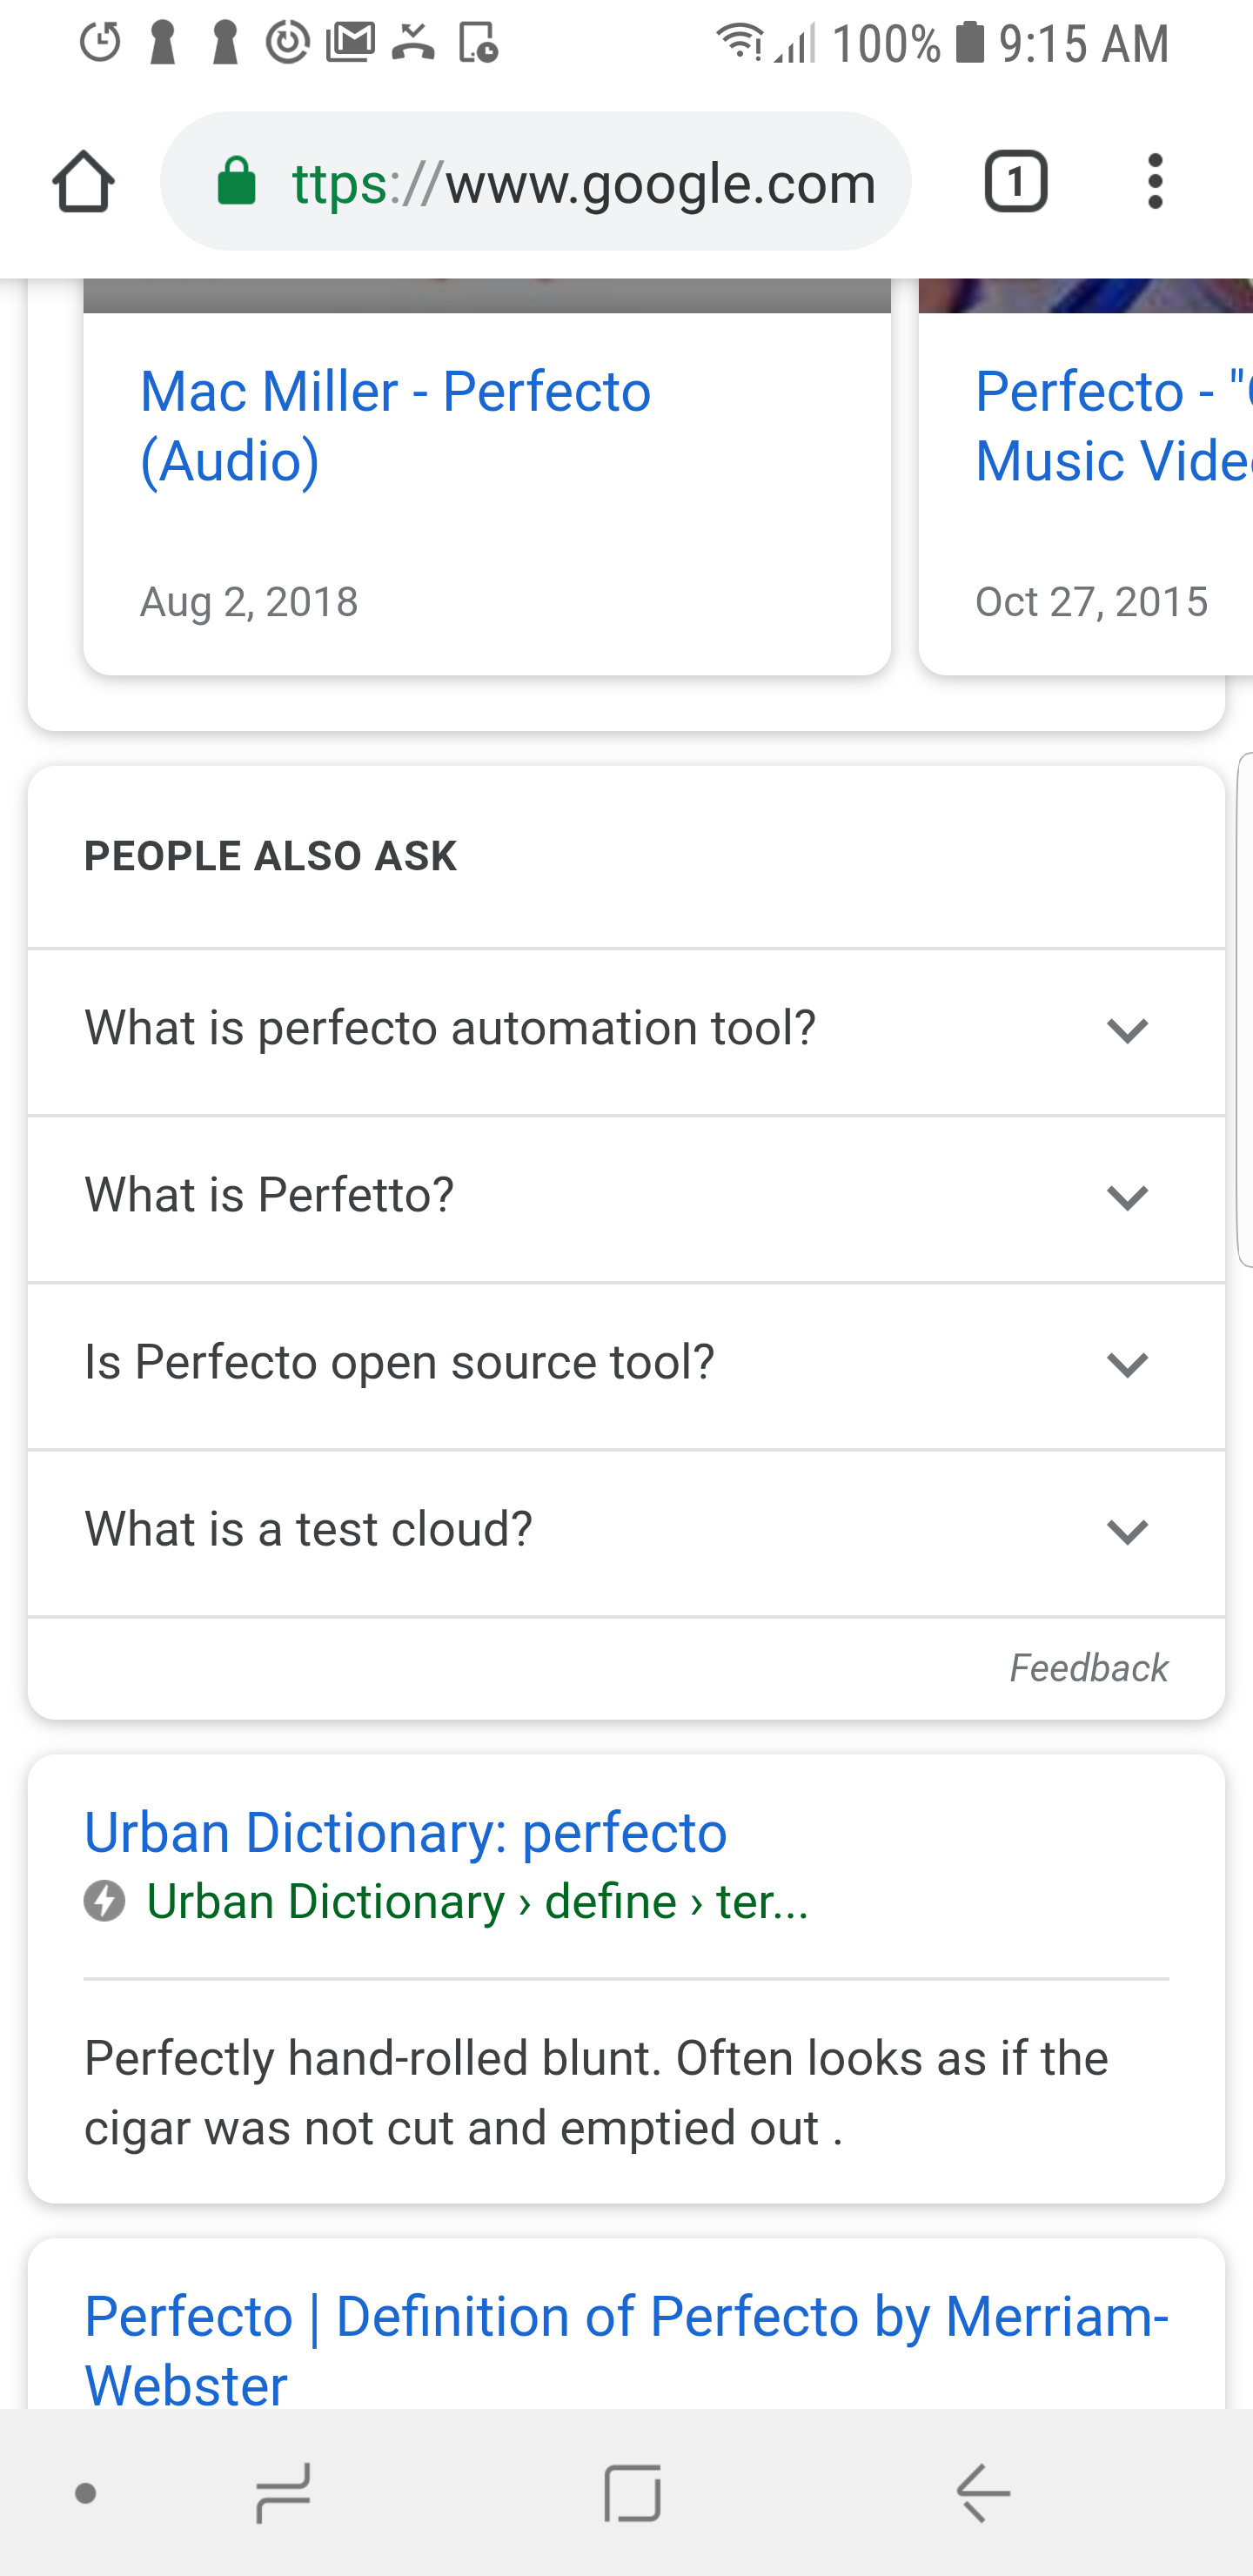 100% 9:15 AM
ttps://www.google.com
1
Mac Miller - Perfecto
(Audio)
Aug 2, 2018
Perfecto - "
Music Vide
Oct 27, 2015
PEOPLE ALSO ASK
What is perfecto automation tool?
What is Perfetto?
Is Perfecto open source tool?
What is a test cloud?
Feedback
Urban Dictionary: perfecto
Urban Dictionary › define › ter...
Perfectly hand-rolled blunt. Often looks as if the
cigar was not cut and emptied out .
Perfecto | Definition of Perfecto by Merriam-
Webster